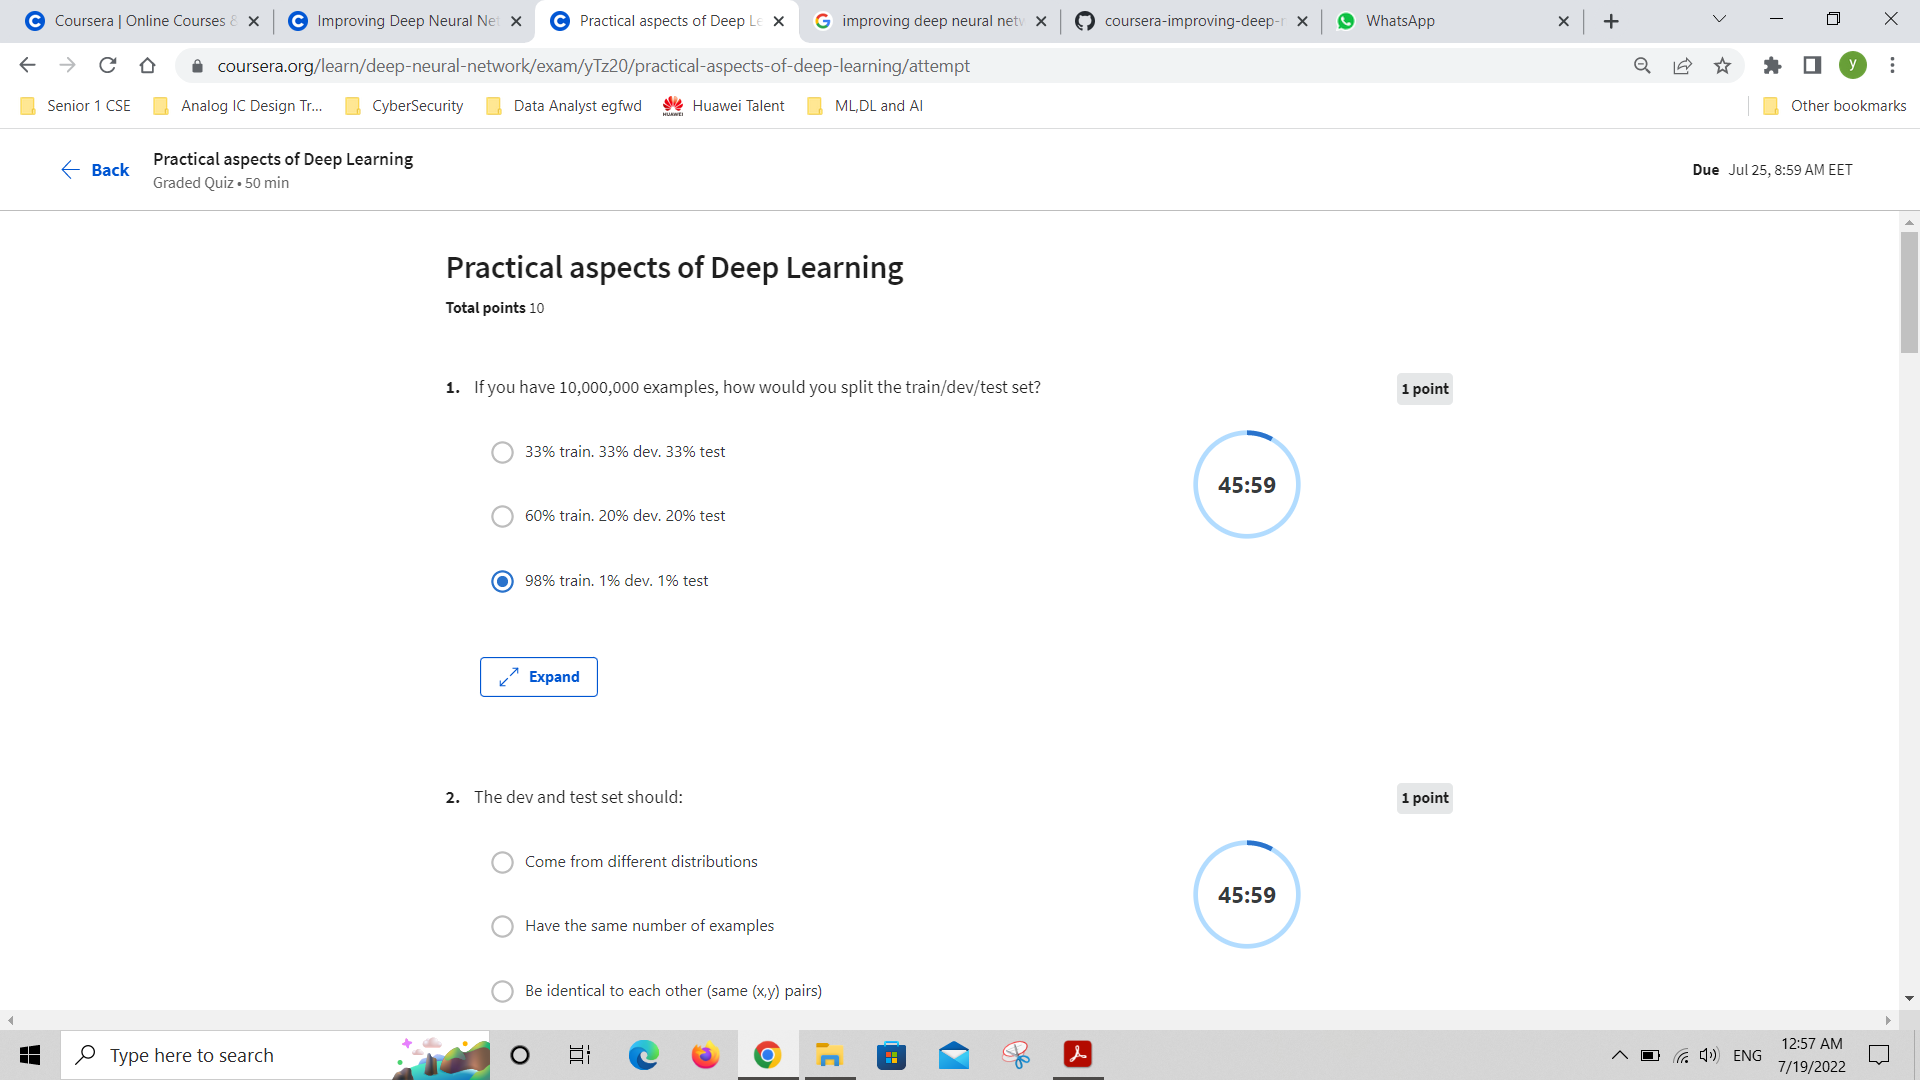 Coursera | Online Courses &
Improving Deep Neural Net
Practical aspects of Deep Le
improving deep neural netw
coursera-improving-deep-n
WhatsApp
coursera.org/learn/deep-neural-network/exam/yTz20/practical-aspects-of-deep-learning/attempt
y
Senior 1 CSE
Analog IC Design Tr...
CyberSecurity
Data Analyst egfwd
HUAWEI
Huawei Talent
ML,DL and AI
Other bookmarks
Back
Practical aspects of Deep Learning
Graded Quiz • 50 min
Due Jul 25, 8:59 AM EET
Practical aspects of Deep Learning
Total points 10
1. If you have 10,000,000 examples, how would you split the train/dev/test set?
1 point
33% train. 33% dev. 33% test
45:59
60% train. 20% dev. 20% test
98% train. 1% dev. 1% test
Expand
2. The dev and test set should:
1 point
Come from different distributions
45:59
Have the same number of examples
Be identical to each other (same (x,y) pairs)
Type here to search
ENG
12:57 AM
7/19/2022